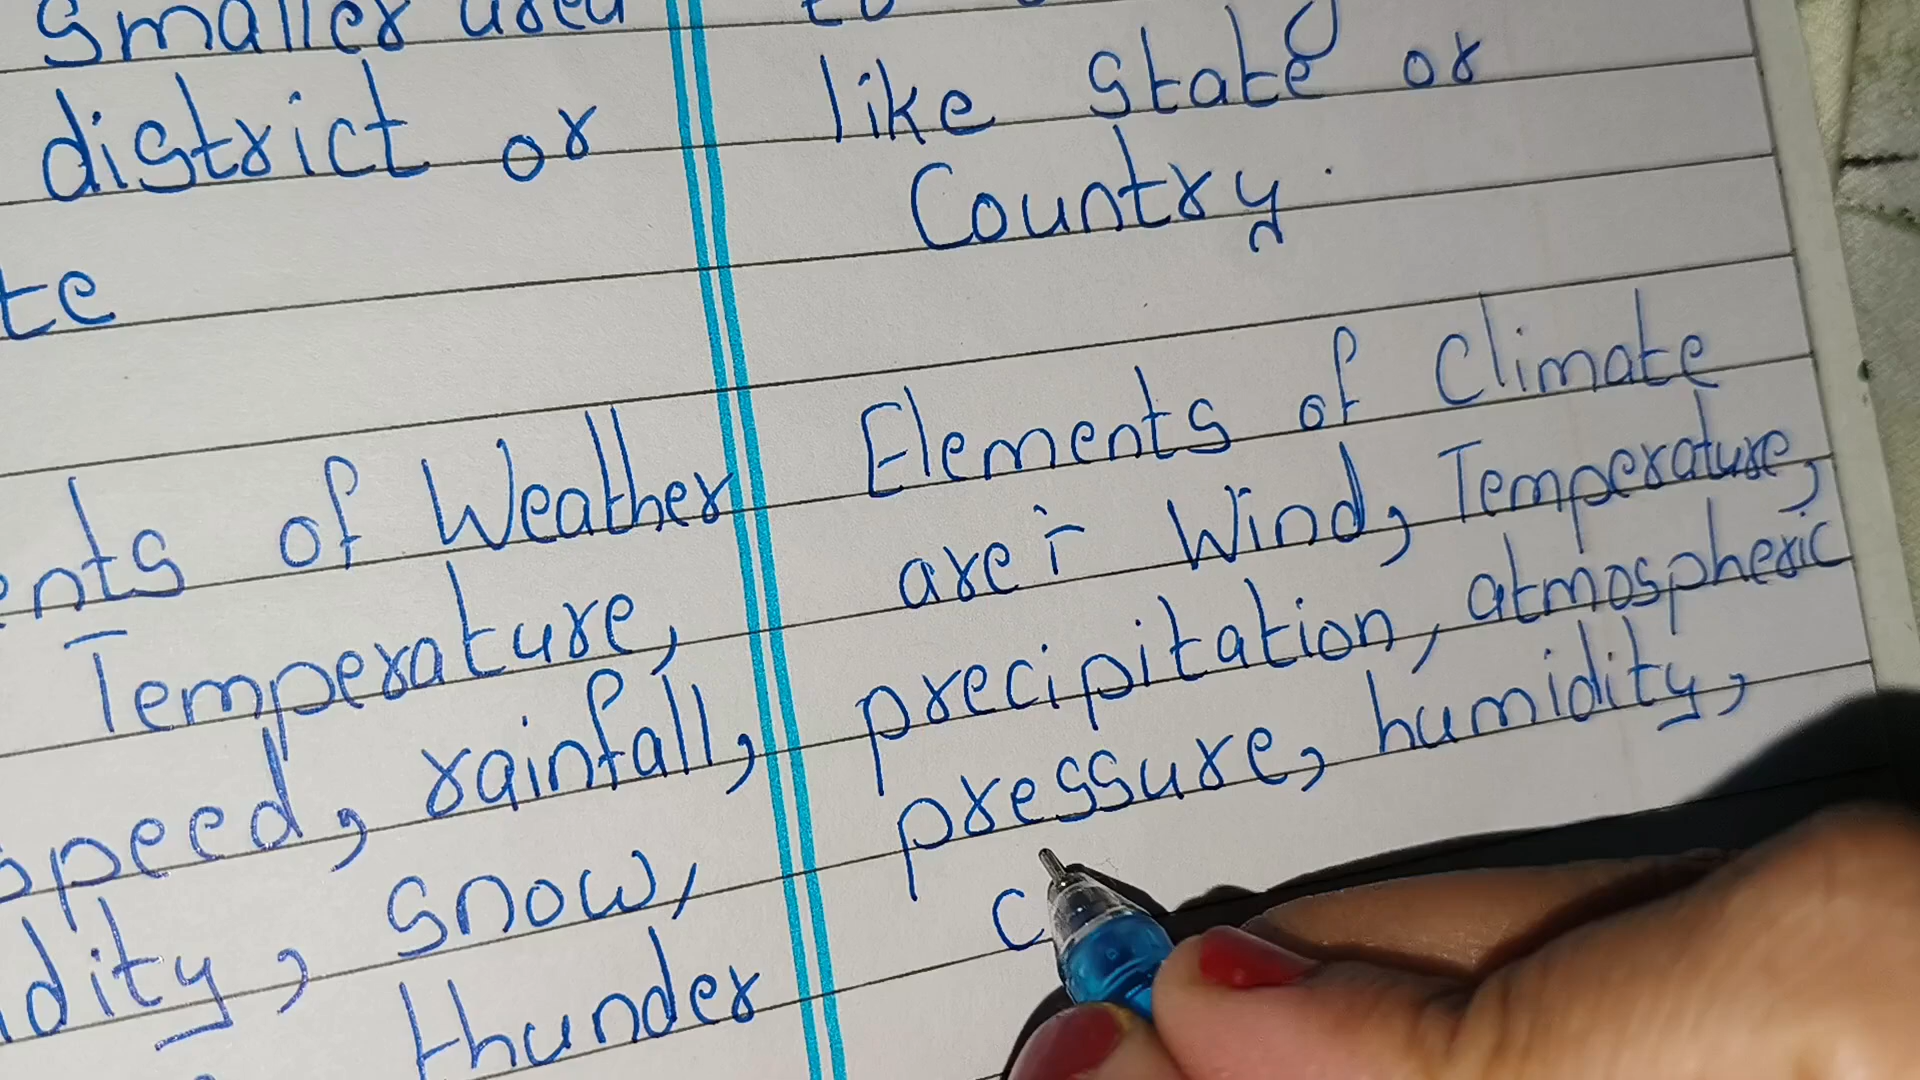 smaller area
district or
te
ents of Weather
Temperature,
speed, rainfall,
dity, snow,
thunder
like state or
Country.
Elements of Climate
are :- Wind, Temperature,
precipitation, atmospheric
pressure, humidity,
c